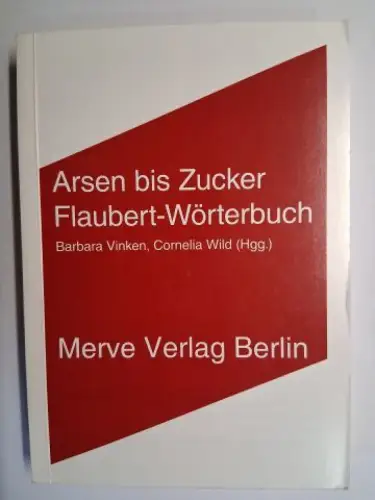 Arsen bis Zucker
Flaubert-Wörterbuch
Barbara Vinken, Cornelia Wild (Hgg.)
Merve Verlag Berlin